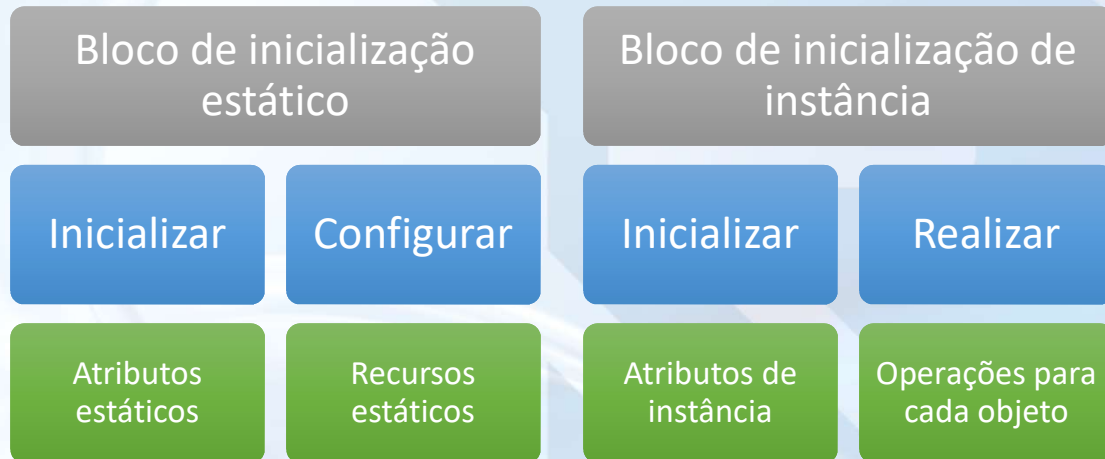 Bloco de inicialização
estático
Bloco de inicialização de
instância
Inicializar
Configurar
Inicializar
Realizar
Atributos
estáticos
Recursos
estáticos
Atributos de
instância
Operações para
cada objeto